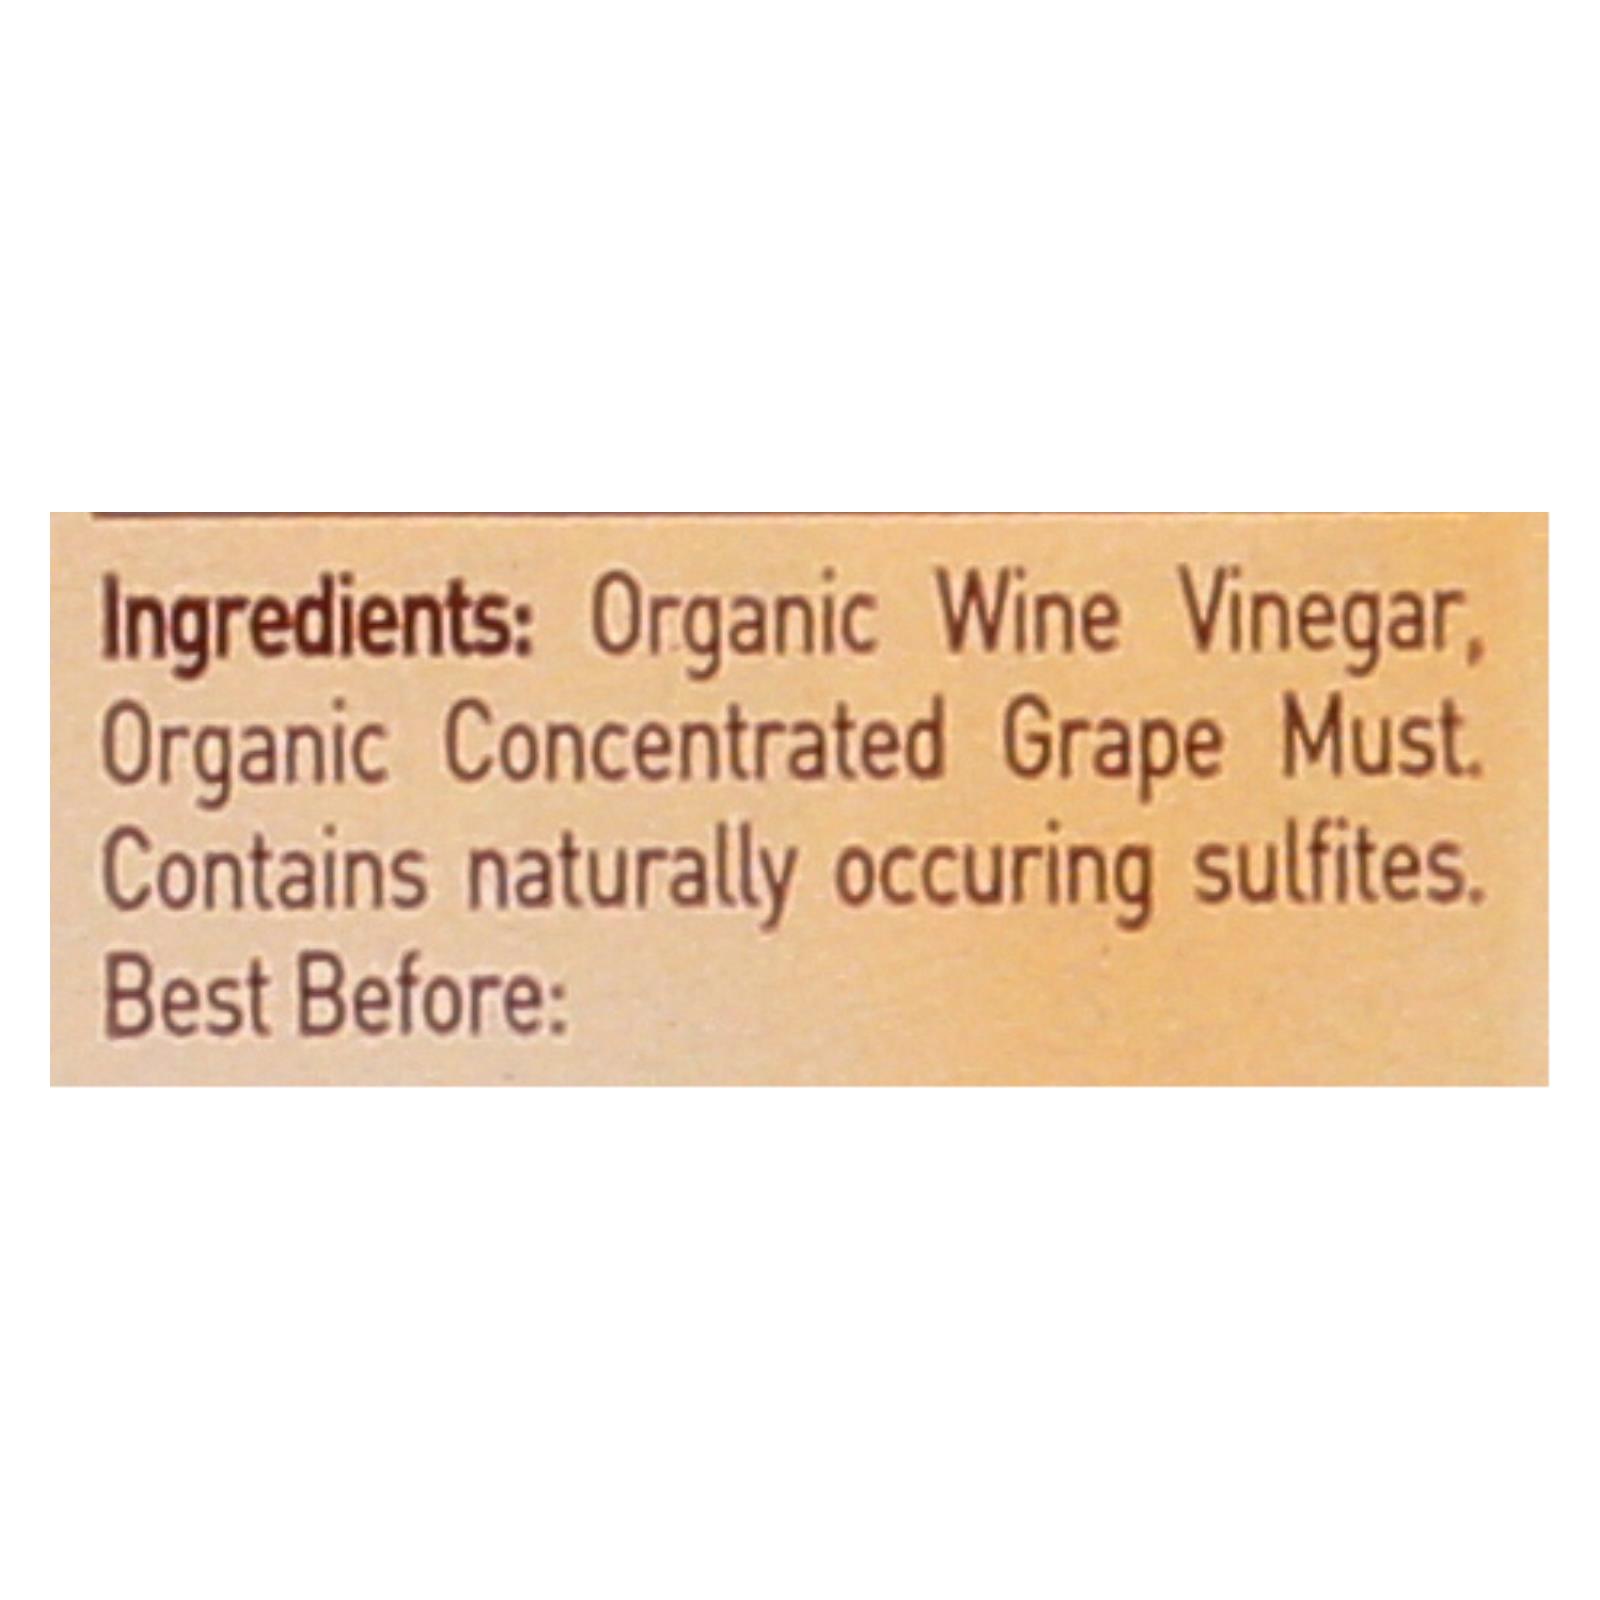 Ingredients: Organic Wine Vinegar,
Organic Concentrated Grape Must.
Contains naturally occuring sulfites.
Best Before: